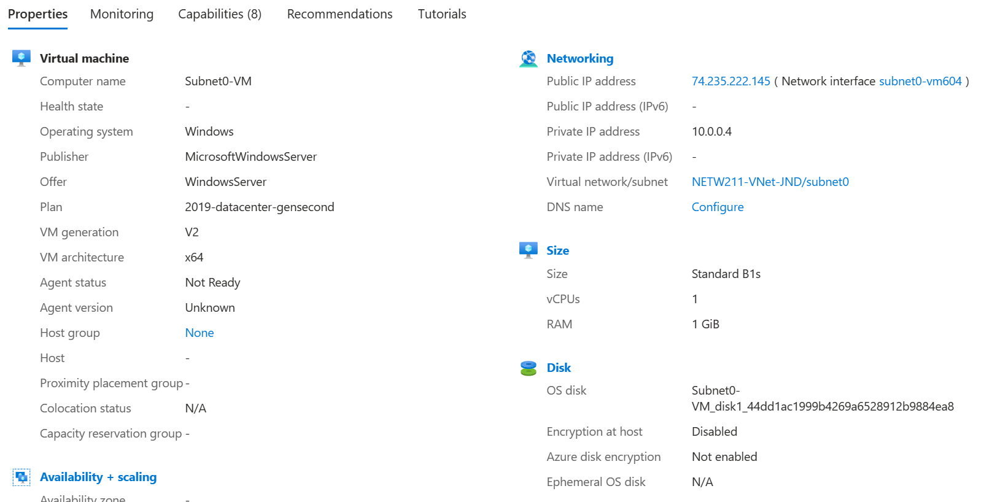 Properties Monitoring Capabilities (8) Recommendations Tutorials
Virtual machine
Computer name Subnet0-VM
Health state -
Operating system Windows
Publisher MicrosoftWindowsServer
Offer WindowsServer
Plan 2019-datacenter-gensecond
VM generation V2
VM architecture x64
Agent status Not Ready
Agent version Unknown
Host group None
Host -
Proximity placement group -
Colocation status N/A
Capacity reservation group -
Availability + scaling
Availability zone -
Networking
Public IP address 74.235.222.145 ( Network interface subnet0-vm604 )
Public IP address (IPv6) -
Private IP address 10.0.0.4
Private IP address (IPv6) -
Virtual network/subnet NETW211-VNet-JND/subnet0
DNS name Configure
Size
Size Standard B1s
vCPUs 1
RAM 1 GiB
Disk
OS disk Subnet0-
VM_disk1_44dd1ac1999b4269a6528912b9884ea8
Encryption at host Disabled
Azure disk encryption Not enabled
Ephemeral OS disk N/A